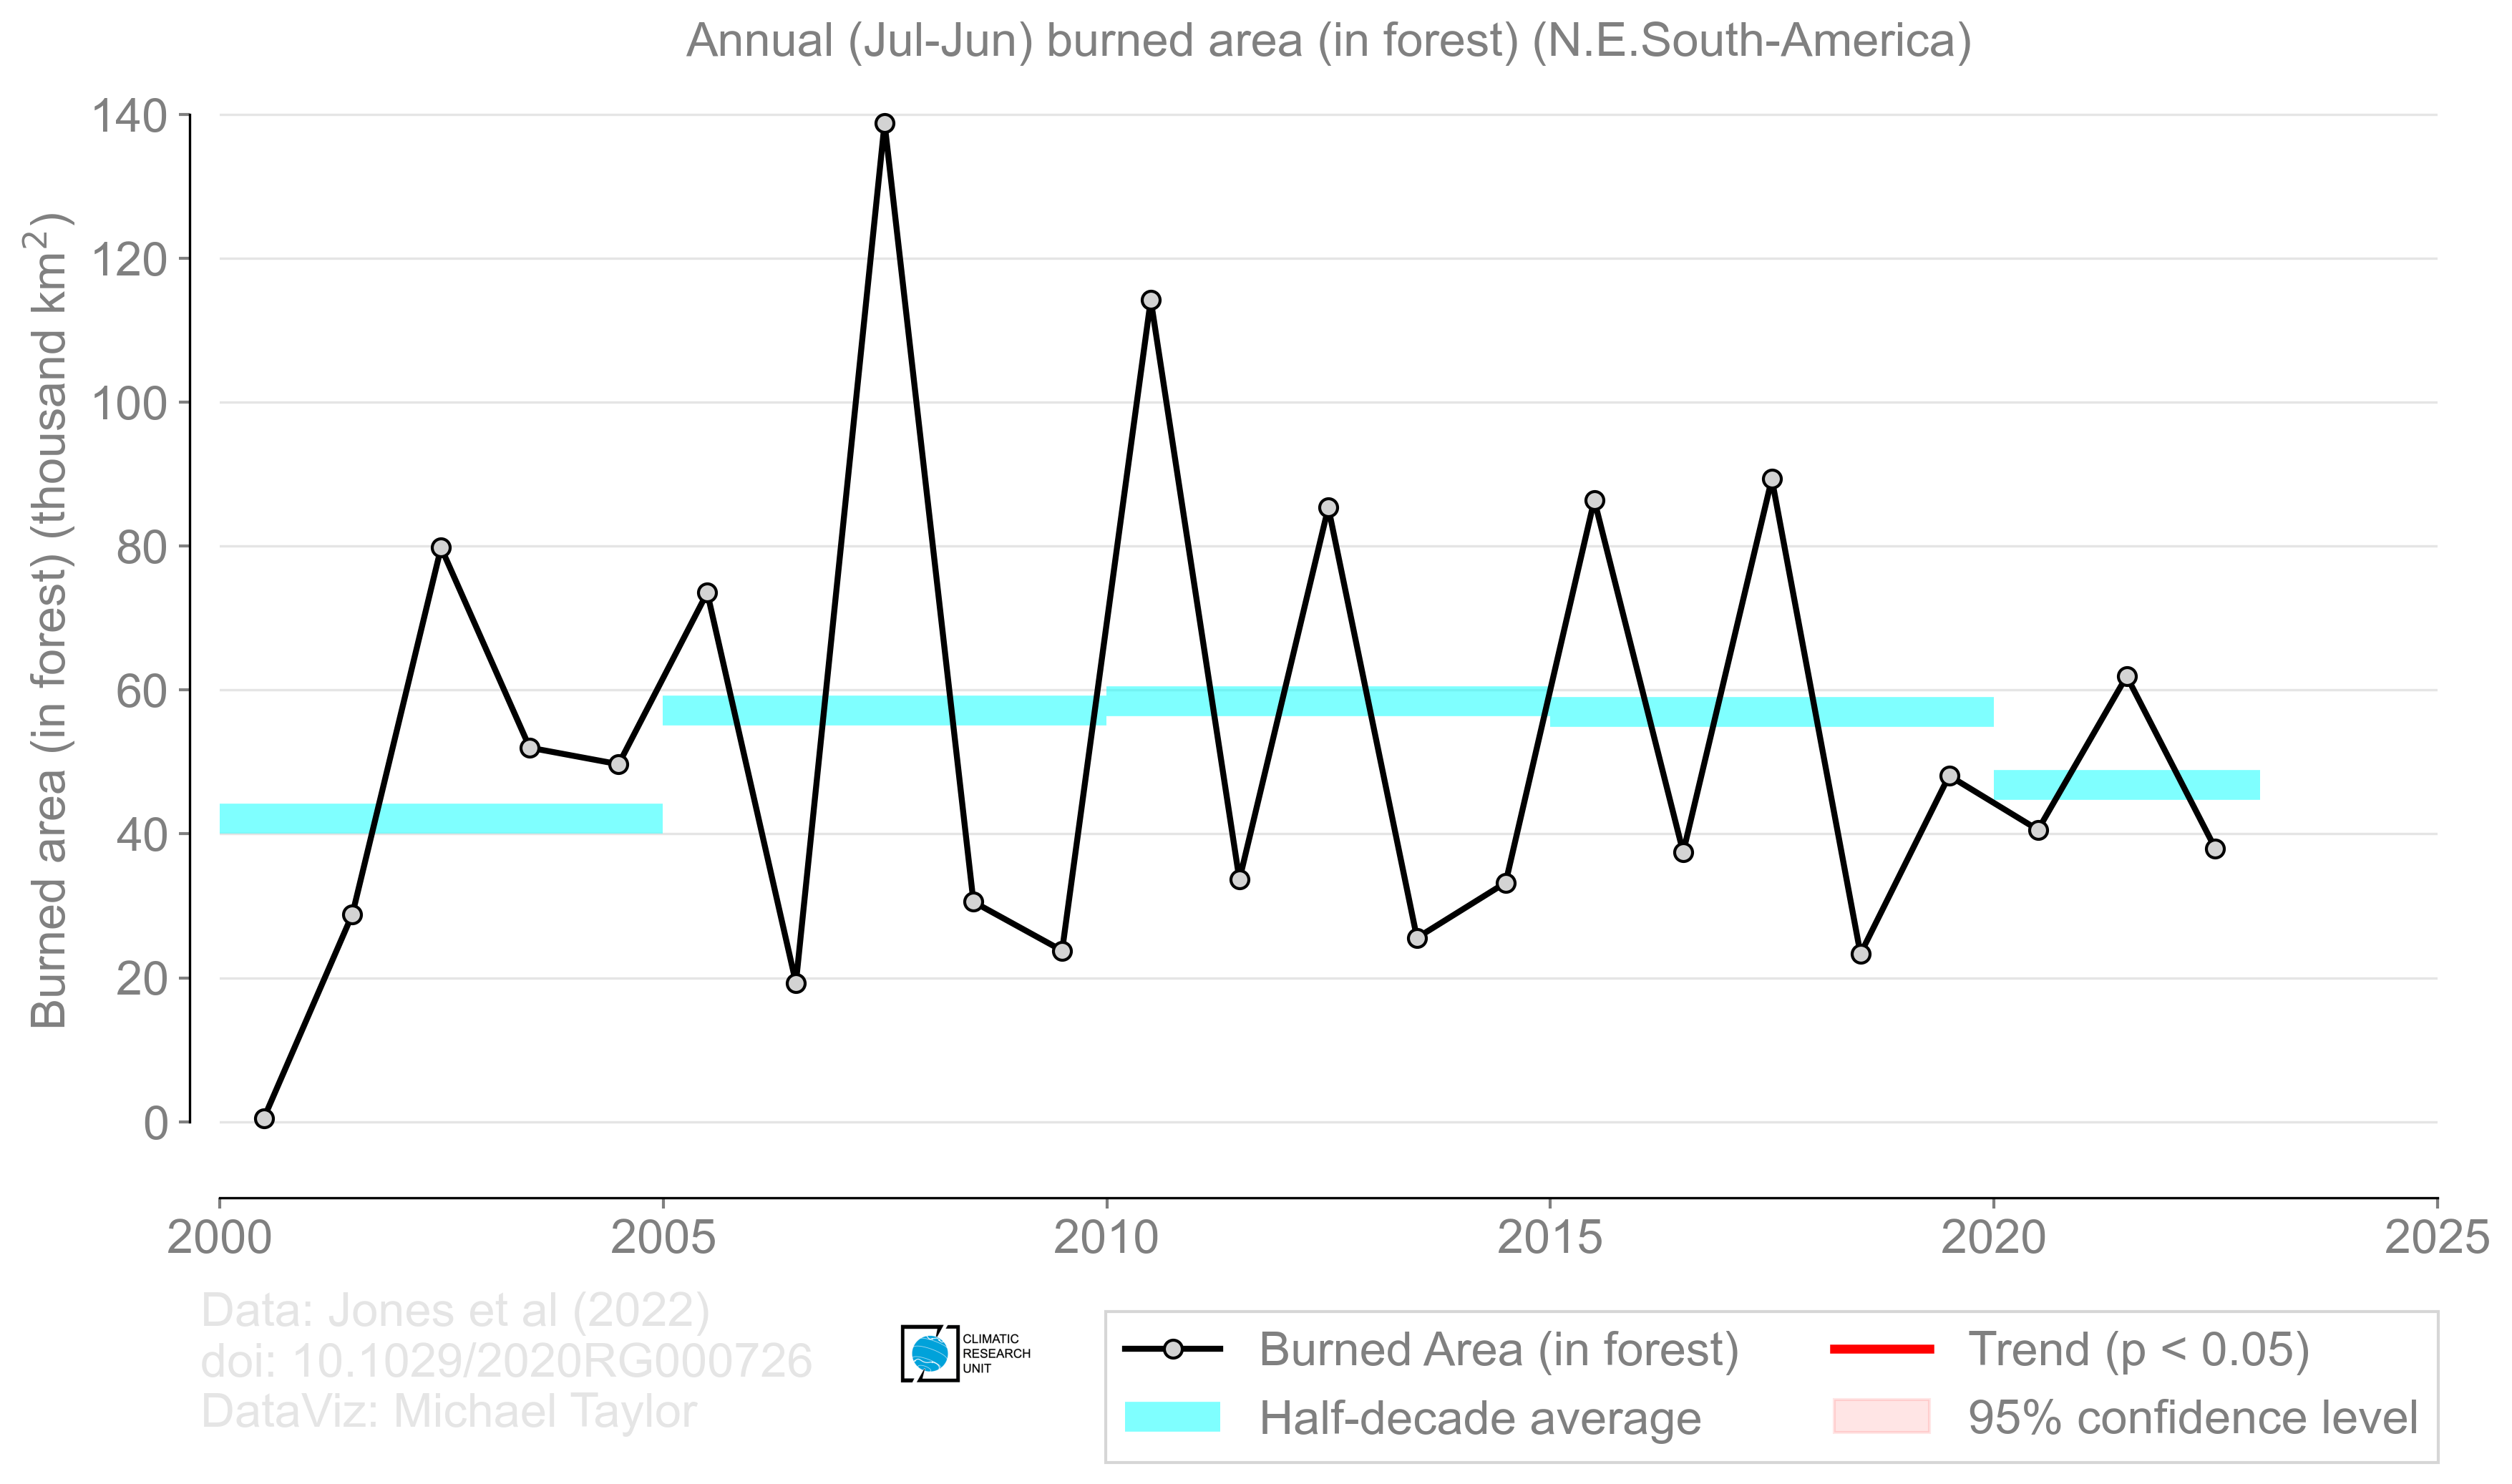 Annual (Jul-Jun) burned area (in forest) (N.E.South-America)
Burned area (in forest) (thousand km²)
140
120
100
80
60
40
20
0
2000 2005 2010 2015 2020 2025
Data: Jones et al (2022)
doi: 10.1029/2020RG000726
DataViz: Michael Taylor
CLIMATIC
RESEARCH
UNIT
Burned Area (in forest)
Half-decade average
Trend (p < 0.05)
95% confidence level